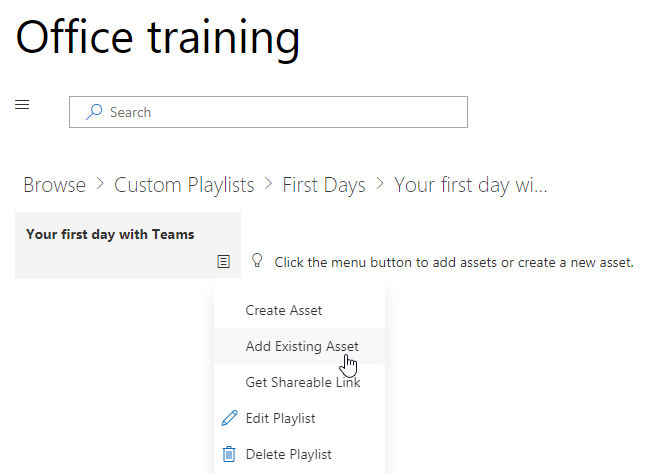 Office training
Search
Browse > Custom Playlists > First Days > Your first day wi...
Your first day with Teams
Click the menu button to add assets or create a new asset.
Create Asset
Add Existing Asset
Get Shareable Link
Edit Playlist
Delete Playlist